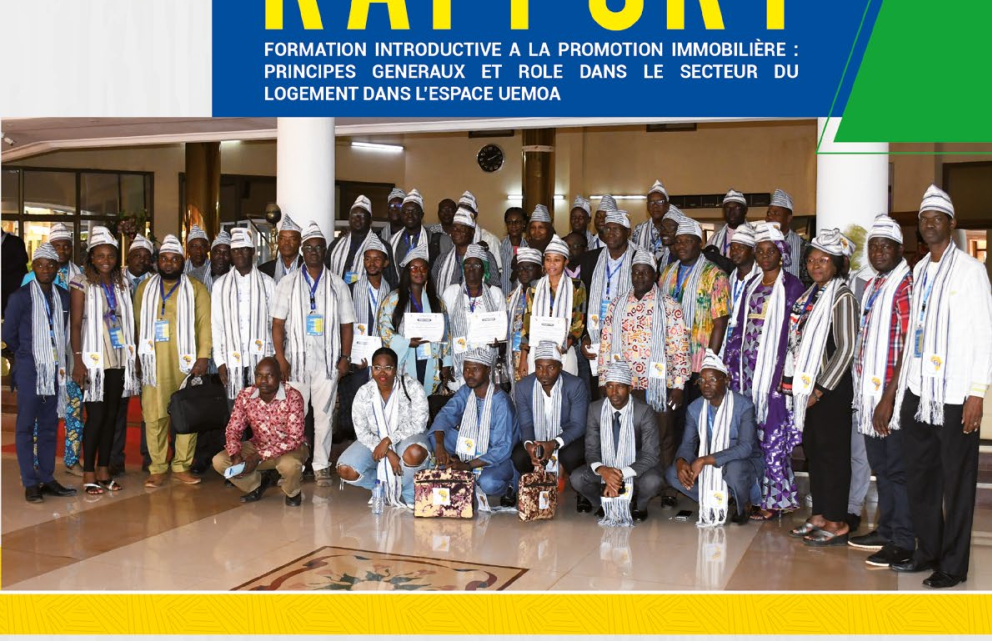 RAPPORT
FORMATION INTRODUCTIVE A LA PROMOTION IMMOBILIÈRE :
PRINCIPES GENERAUX ET ROLE DANS LE SECTEUR DU
LOGEMENT DANS L'ESPACE UEMOA